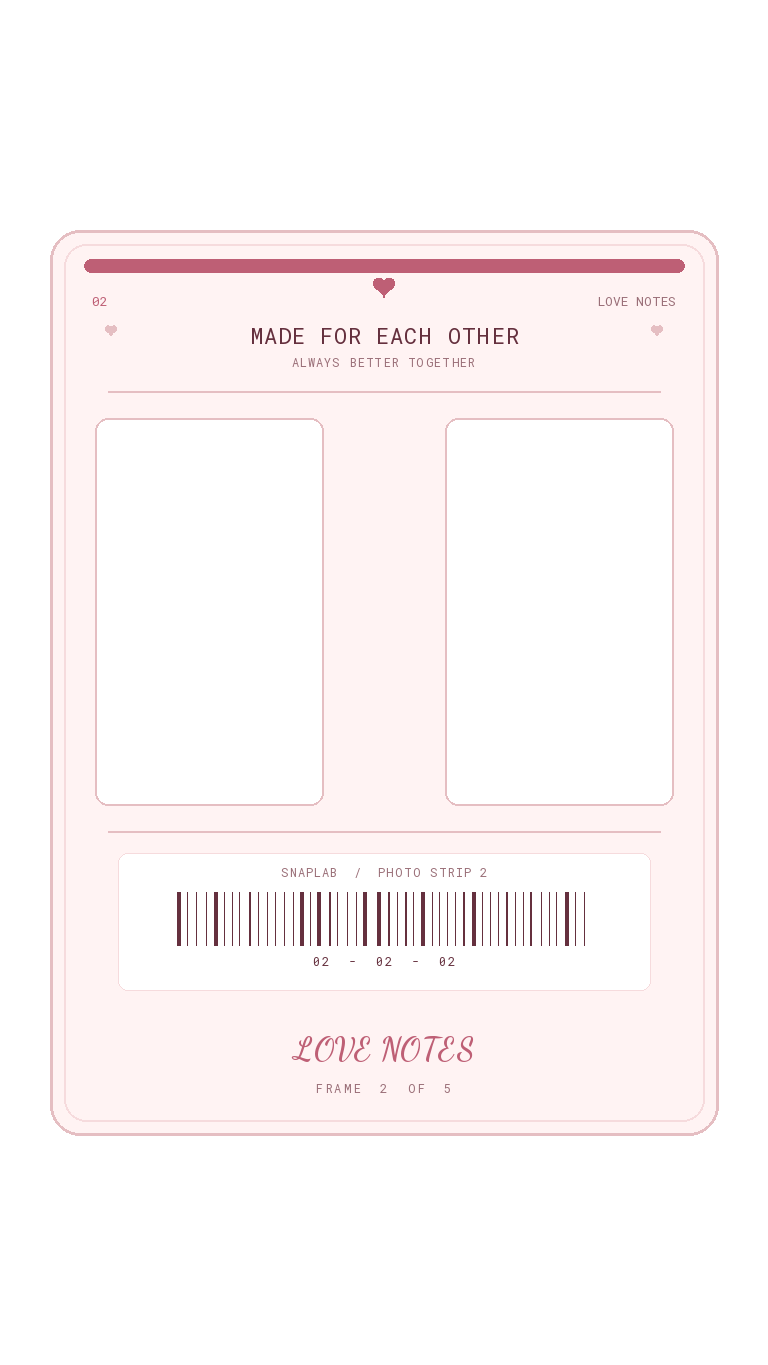 02
LOVE NOTES
MADE FOR EACH OTHER
ALWAYS BETTER TOGETHER
SNAPLAB / PHOTO STRIP 2
02 - 02 - 02
LOVE NOTES
FRAME 2 OF 5